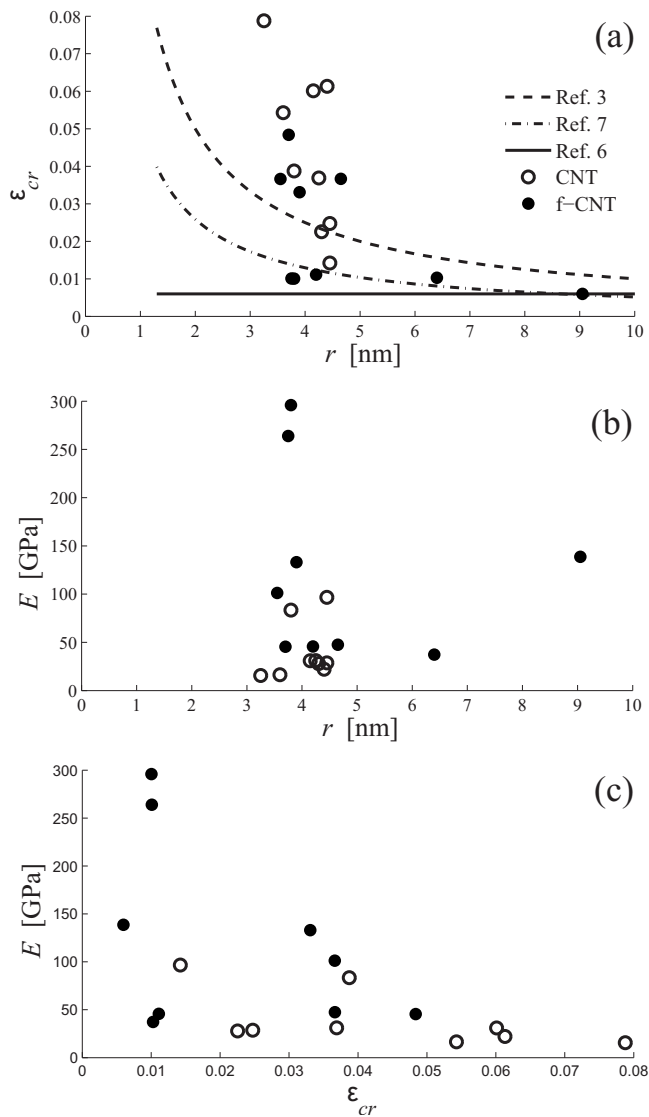 (a)
0.08
0.07
0.06
0.05
0.04
0.03
0.02
0.01
0
εcr
Ref. 3
Ref. 7
Ref. 6
CNT
f−CNT
0 1 2 3 4 5 6 7 8 9 10
r [nm]
(b)
300
250
200
150
100
50
0
E [GPa]
0 1 2 3 4 5 6 7 8 9 10
r [nm]
(c)
300
250
200
150
100
50
0
E [GPa]
0 0.01 0.02 0.03 0.04 0.05 0.06 0.07 0.08
εcr